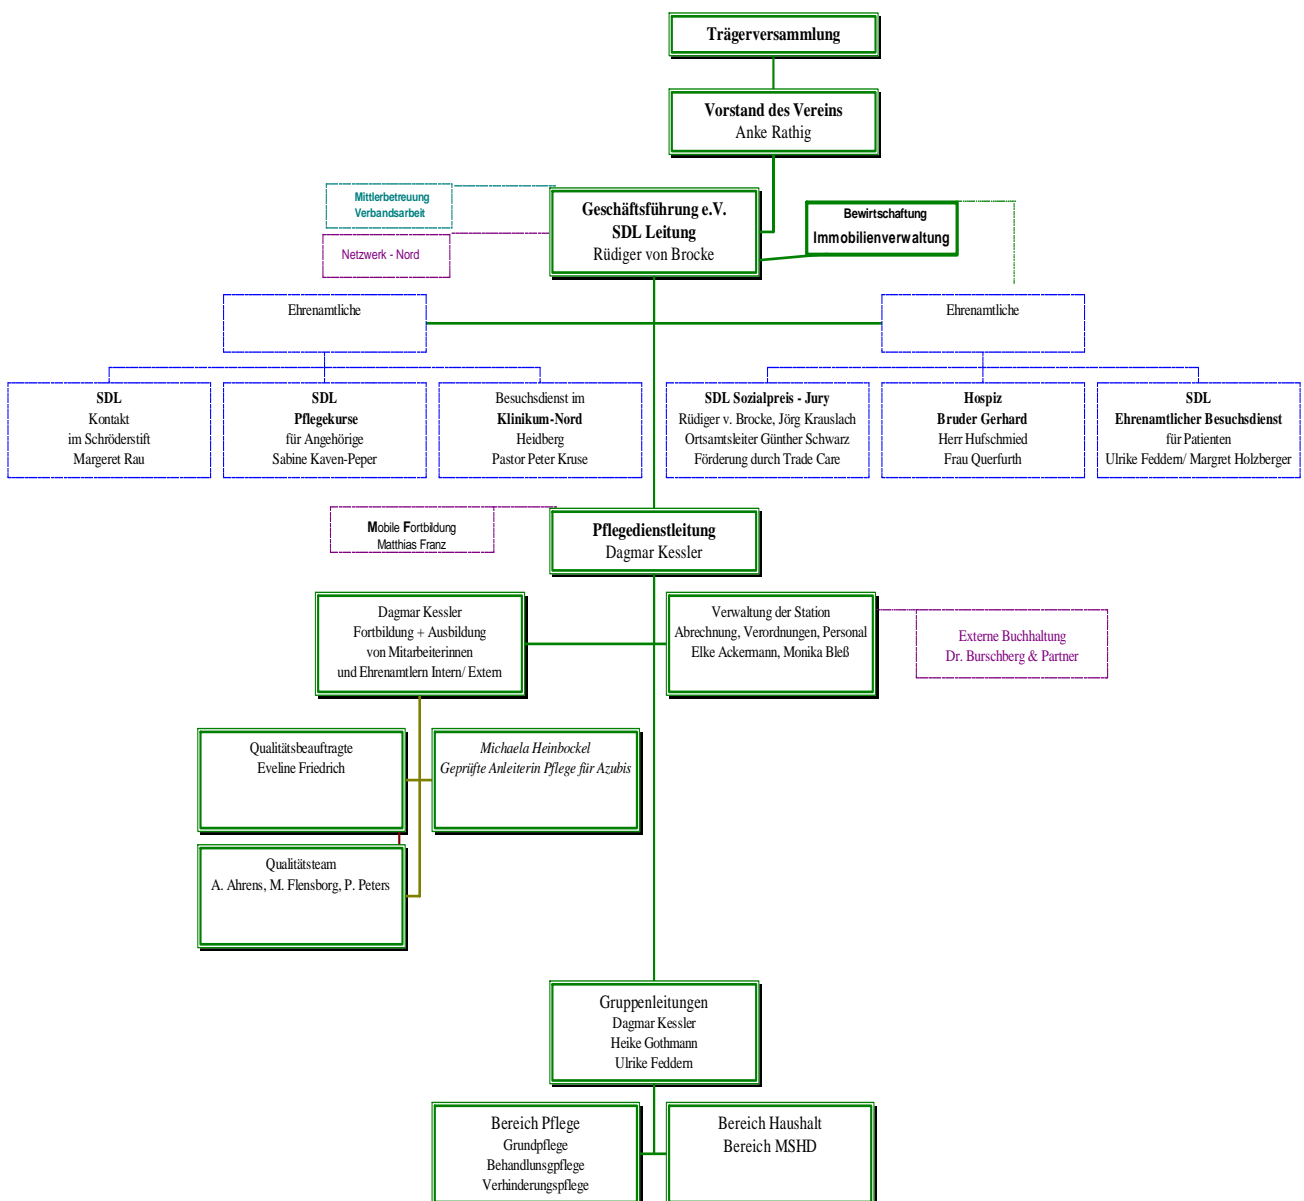 Trägerversammlung
Vorstand des Vereins
Anke Rathig
Mittlerbetreuung
Verbandsarbeit
Netzwerk - Nord
Geschäftsführung e.V.
SDL Leitung
Rüdiger von Brocke
Bewirtschaftung
Immobilienverwaltung
Ehrenamtliche
Ehrenamtliche
SDL
Kontakt
im Schröderstift
Margeret Rau
SDL
Pflegekurse
für Angehörige
Sabine Kaven-Peper
Besuchsdienst im
Klinikum-Nord
Heidberg
Pastor Peter Kruse
SDL Sozialpreis - Jury
Rüdiger v. Brocke, Jörg Krauslach
Ortsamtsleiter Günther Schwarz
Förderung durch Trade Care
Hospiz
Bruder Gerhard
Herr Hufschmied
Frau Querfurth
SDL
Ehrenamtlicher Besuchsdienst
für Patienten
Ulrike Feddern/ Margret Holzberger
Mobile Fortbildung
Matthias Franz
Pflegedienstleitung
Dagmar Kessler
Dagmar Kessler
Fortbildung + Ausbildung
von Mitarbeiterinnen
und Ehrenamtlern Intern/ Extern
Verwaltung der Station
Abrechnung, Verordnungen, Personal
Elke Ackermann, Monika Bleß
Externe Buchhaltung
Dr. Burschberg & Partner
Qualitätsbeauftragte
Eveline Friedrich
Michaela Heinbockel
Geprüfte Anleiterin Pflege für Azubis
Qualitätsteam
A. Ahrens, M. Flensborg, P. Peters
Gruppenleitungen
Dagmar Kessler
Heike Gothmann
Ulrike Feddern
Bereich Pflege
Grundpflege
Behandlunsgpflege
Verhinderungspflege
Bereich Haushalt
Bereich MSHD